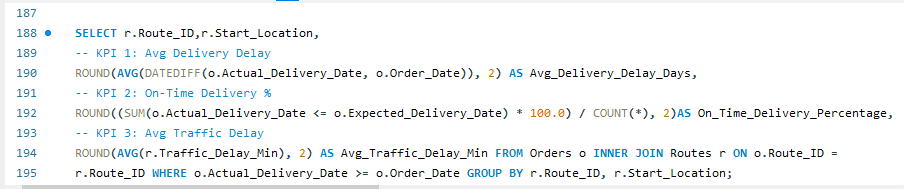 187
188 SELECT r.Route_ID,r.Start_Location,
189 -- KPI 1: Avg Delivery Delay
190 ROUND(AVG(DATEDIFF(o.Actual_Delivery_Date, o.Order_Date)), 2) AS Avg_Delivery_Delay_Days,
191 -- KPI 2: On-Time Delivery %
192 ROUND((SUM(o.Actual_Delivery_Date <= o.Expected_Delivery_Date) * 100.0) / COUNT(*), 2)AS On_Time_Delivery_Percentage,
193 -- KPI 3: Avg Traffic Delay
194 ROUND(AVG(r.Traffic_Delay_Min), 2) AS Avg_Traffic_Delay_Min FROM Orders o INNER JOIN Routes r ON o.Route_ID =
195 r.Route_ID WHERE o.Actual_Delivery_Date >= o.Order_Date GROUP BY r.Route_ID, r.Start_Location;